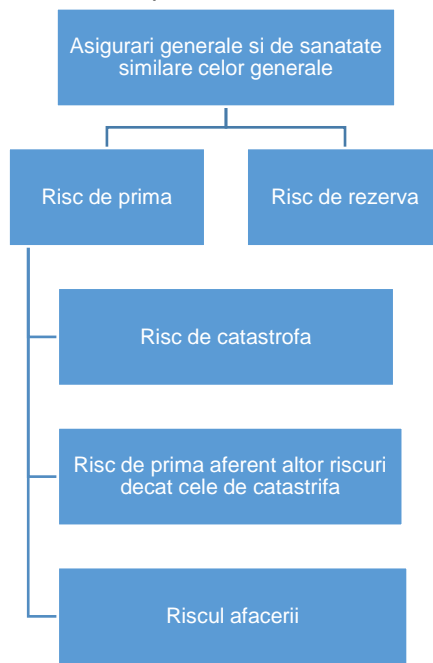 Asigurari generale si de sanatate
similare celor generale
Risc de prima
Risc de rezerva
Risc de catastrofa
Risc de prima aferent altor riscuri
decat cele de catastrifa
Riscul afacerii